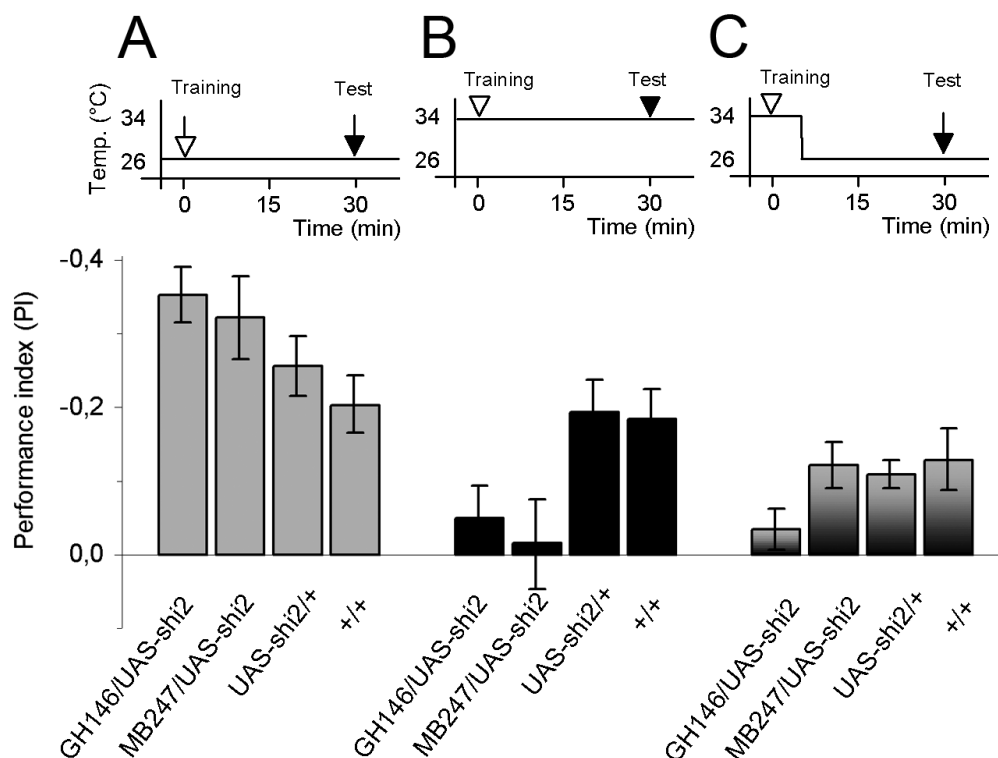 A
B
C
Training
Test
Training
Test
Training
Test
Temp. (°C)
34
26
34
26
34
26
0 15 30
0 15 30
0 15 30
Time (min)
Time (min)
Time (min)
Performance index (PI)
-0,4
-0,2
0,0
GH146/UAS-shi2
MB247/UAS-shi2
UAS-shi2/+
+/+
GH146/UAS-shi2
MB247/UAS-shi2
UAS-shi2/+
+/+
GH146/UAS-shi2
MB247/UAS-shi2
UAS-shi2/+
+/+